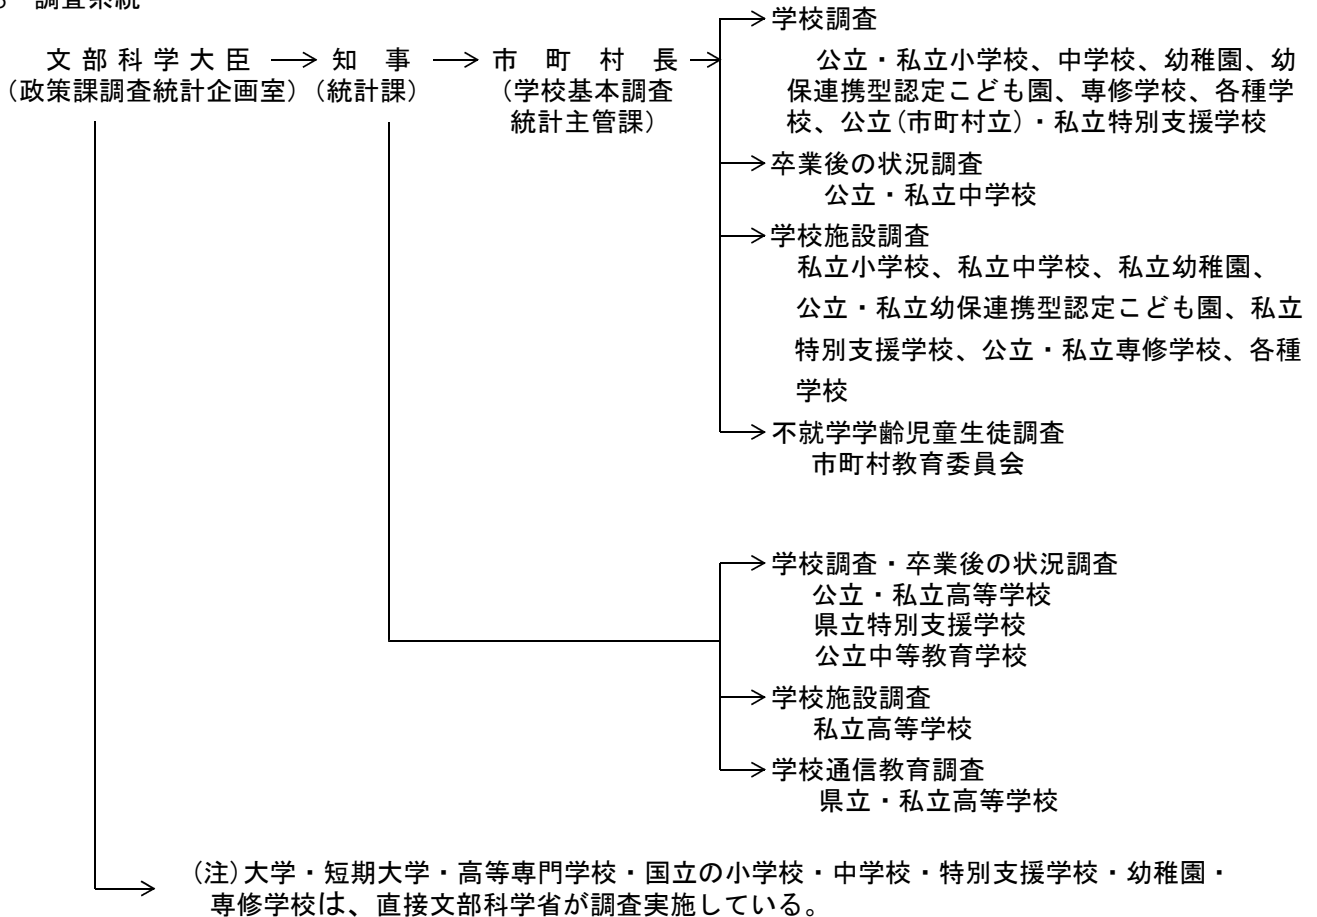 調査系統
文部科学大臣 知事 市町村長
(政策課調査統計企画室) (統計課) (学校基本調査
統計主管課)
学校調査
公立・私立小学校、中学校、幼稚園、幼
保連携型認定こども園、専修学校、各種学
校、公立(市町村立)・私立特別支援学校
卒業後の状況調査
公立・私立中学校
学校施設調査
私立小学校、私立中学校、私立幼稚園、
公立・私立幼保連携型認定こども園、私立
特別支援学校、公立・私立専修学校、各種
学校
不就学学齢児童生徒調査
市町村教育委員会
学校調査・卒業後の状況調査
公立・私立高等学校
県立特別支援学校
公立中等教育学校
学校施設調査
私立高等学校
学校通信教育調査
県立・私立高等学校
(注)大学・短期大学・高等専門学校・国立の小学校・中学校・特別支援学校・幼稚園・
専修学校は、直接文部科学省が調査実施している。